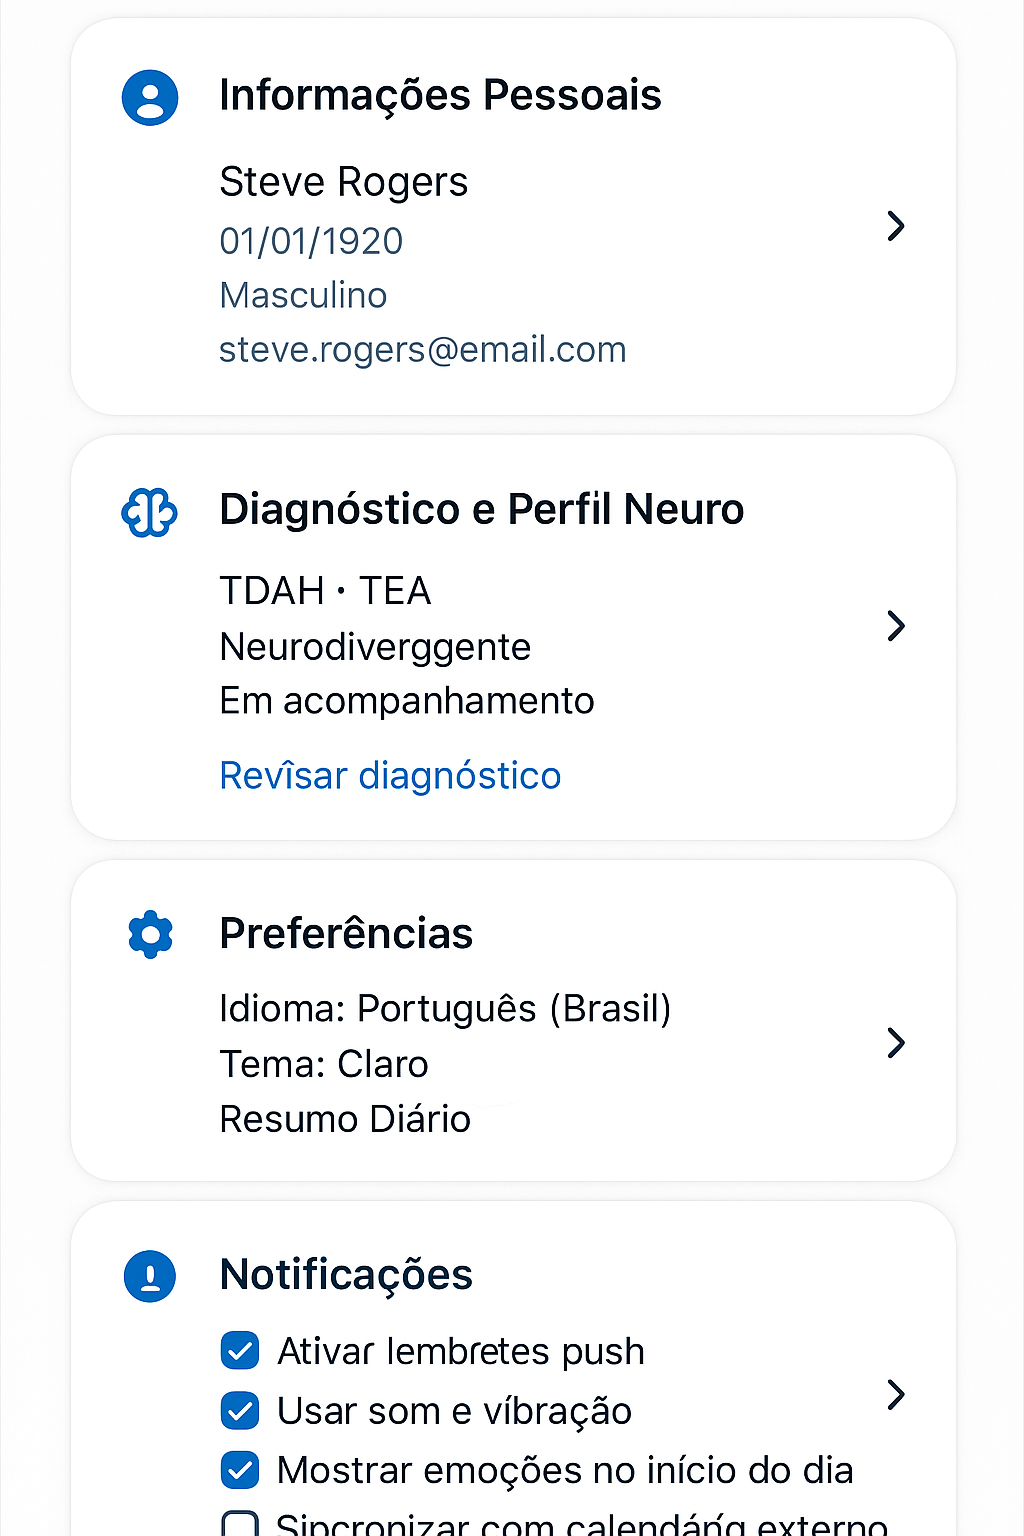 Informações Pessoais
Steve Rogers
01/01/1920
Masculino
steve.rogers@email.com
Diagnóstico e Perfil Neuro
TDAH · TEA
Neurodiverggente
Em acompanhamento
Revîsar diagnóstico
Preferências
Idioma: Português (Brasil)
Tema: Claro
Resumo Diário
Notificações
Ativar lembretes push
Usar som e víbração
Mostrar emoções no início do dia
Sipcronizar com externo